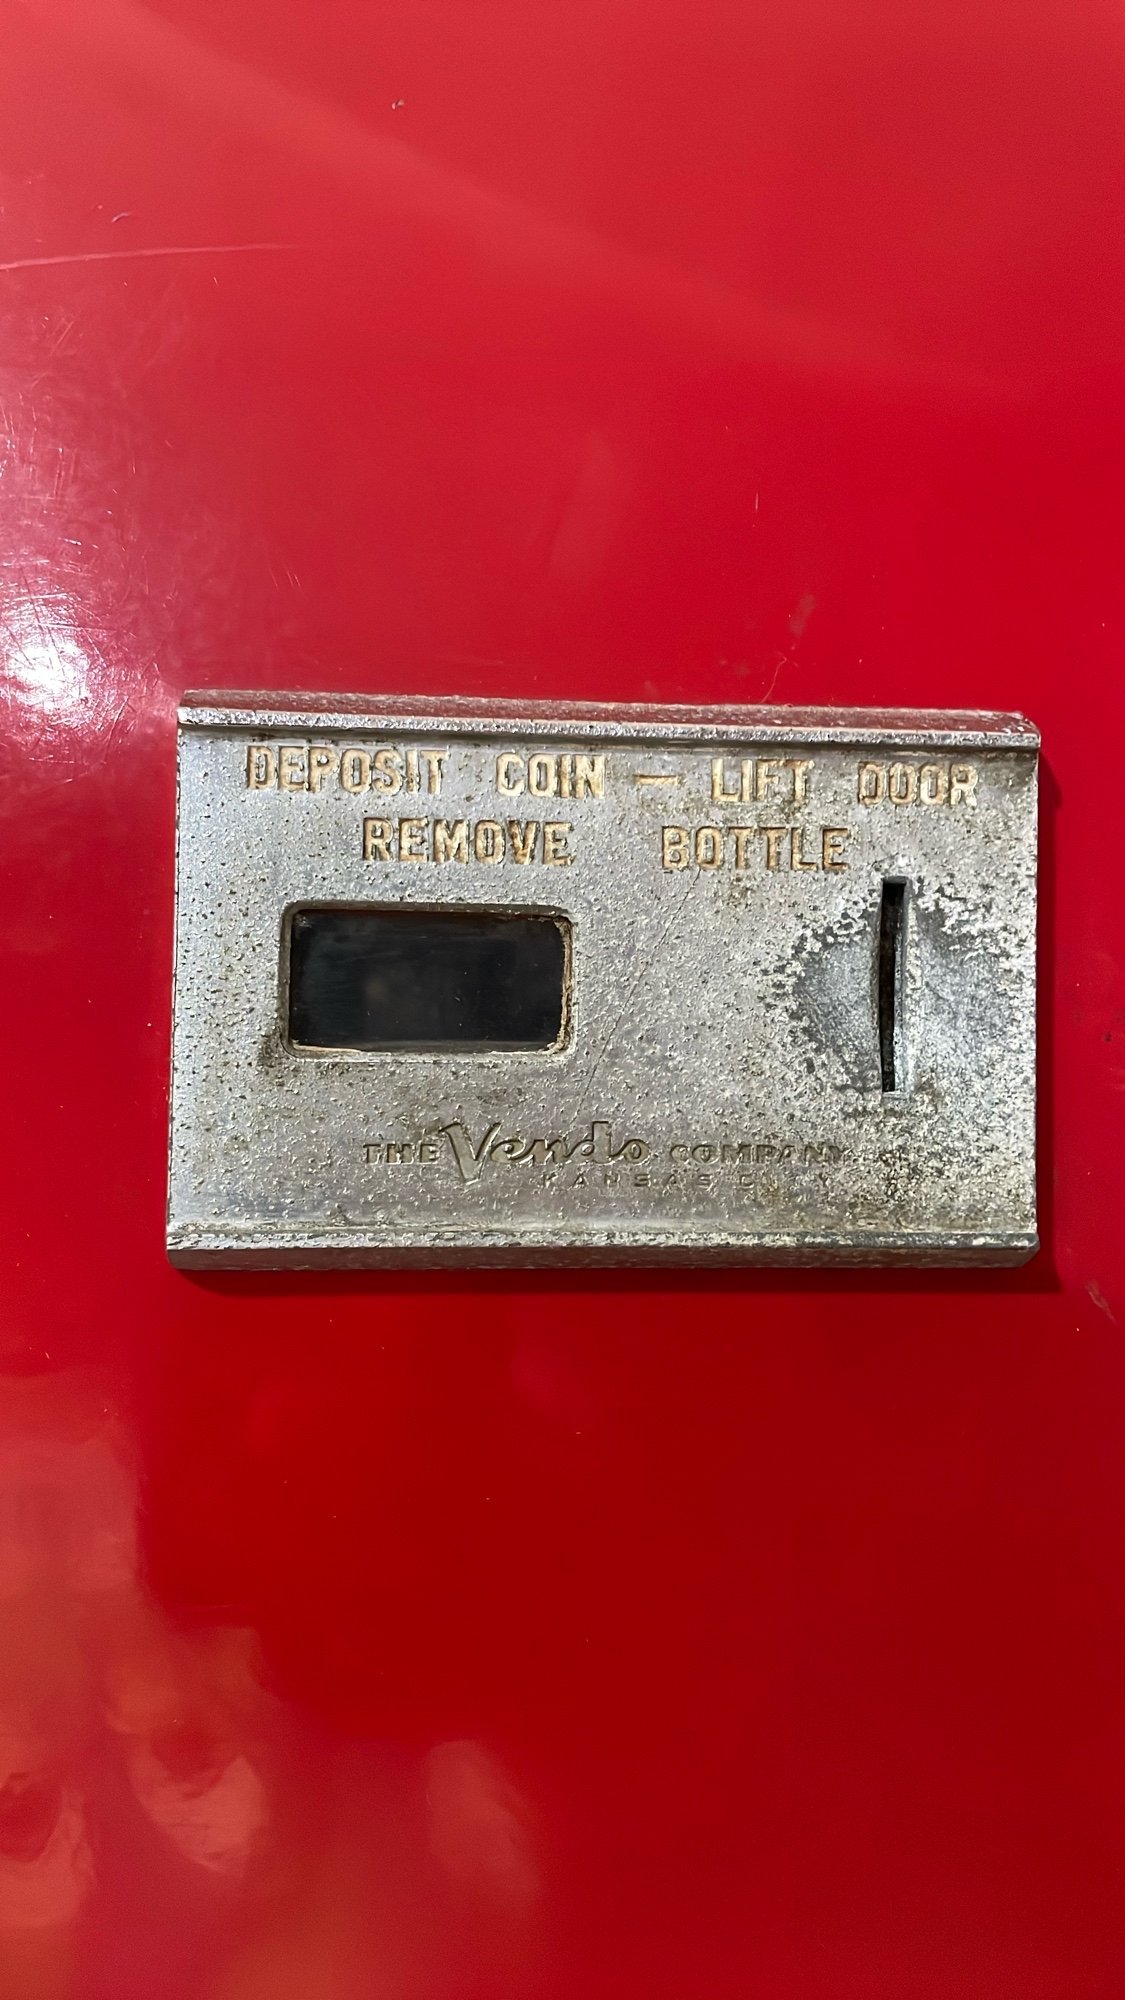 DEPOSIT COIN — LIFT DOOR
REMOVE BOTTLE
THE Vendo COMPANY
KANSAS